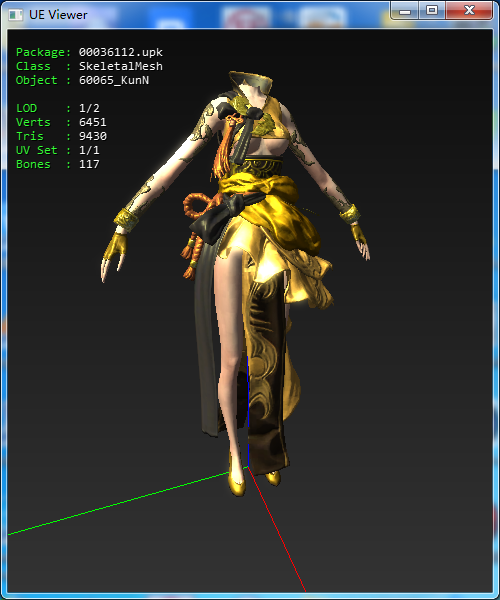 UE Viewer
Package: 00036112.upk
Class : SkeletalMesh
Object : 60065_KunN
LOD : 1/2
Verts : 6451
Tris : 9430
UV Set : 1/1
Bones : 117